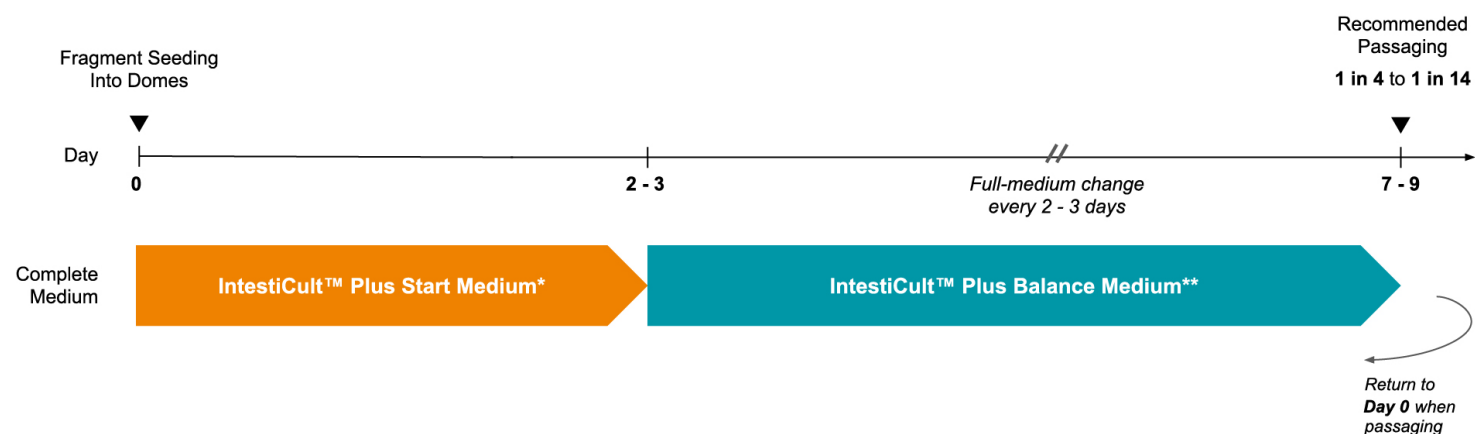 Fragment Seeding
Into Domes
Recommended
Passaging
1 in 4 to 1 in 14
Day
0
2 - 3
Full-medium change
every 2 - 3 days
7 - 9
Complete
Medium
IntestiCult™ Plus Start Medium*
IntestiCult™ Plus Balance Medium**
Return to
Day 0 when
passaging